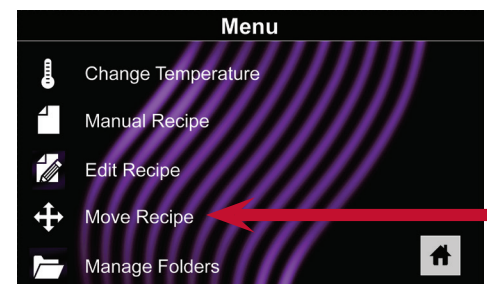 Menu
Change Temperature
Manual Recipe
Edit Recipe
Move Recipe
Manage Folders